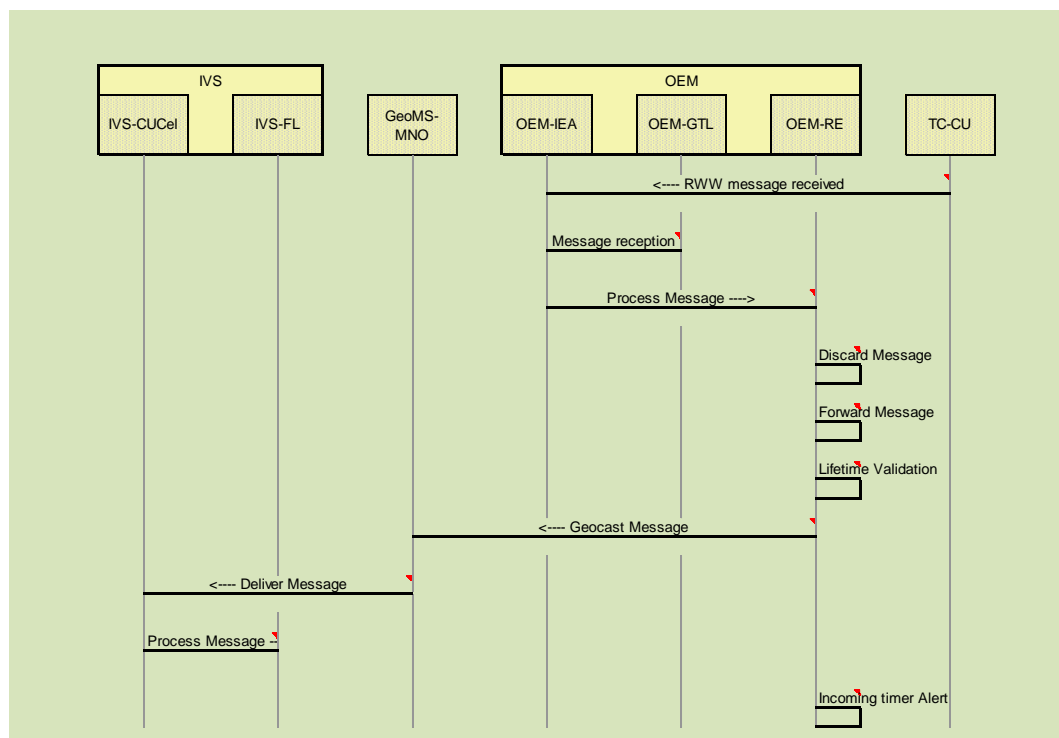 IVS
OEM
IVS-CUCel
IVS-FL
GeoMS-
MNO
OEM-IEA
OEM-GTL
OEM-RE
TC-CU
<---- RWW message received
Message reception
Process Message ---->
Discard Message
Forward Message
Lifetime Validation
<---- Geocast Message
<---- Deliver Message
Process Message --
Incoming timer Alert